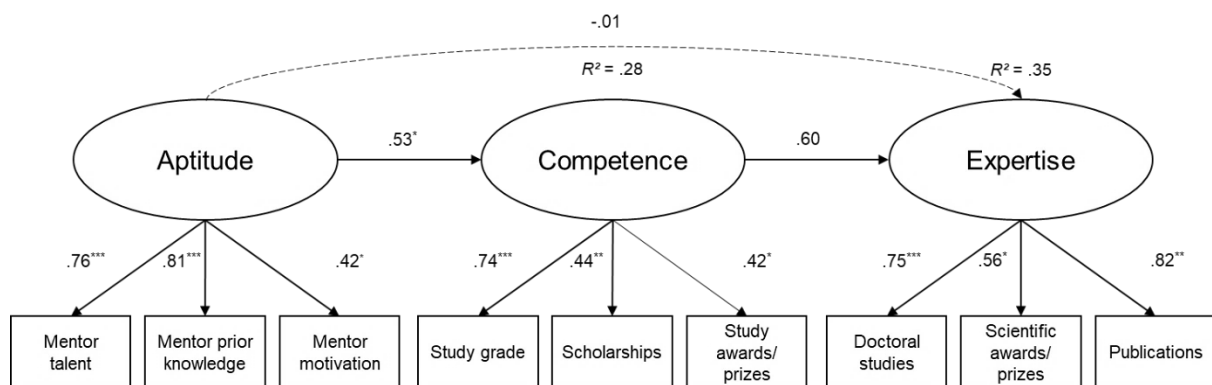 -.01
R² = .28
R² = .35
Aptitude
.53*
Competence
.60
Expertise
.76***
.81***
.42*
.74***
.44**
.42*
.75***
.56*
.82**
Mentor
talent
Mentor prior
knowledge
Mentor
motivation
Study grade
Scholarships
Study
awards/
prizes
Doctoral
studies
Scientific
awards/
prizes
Publications